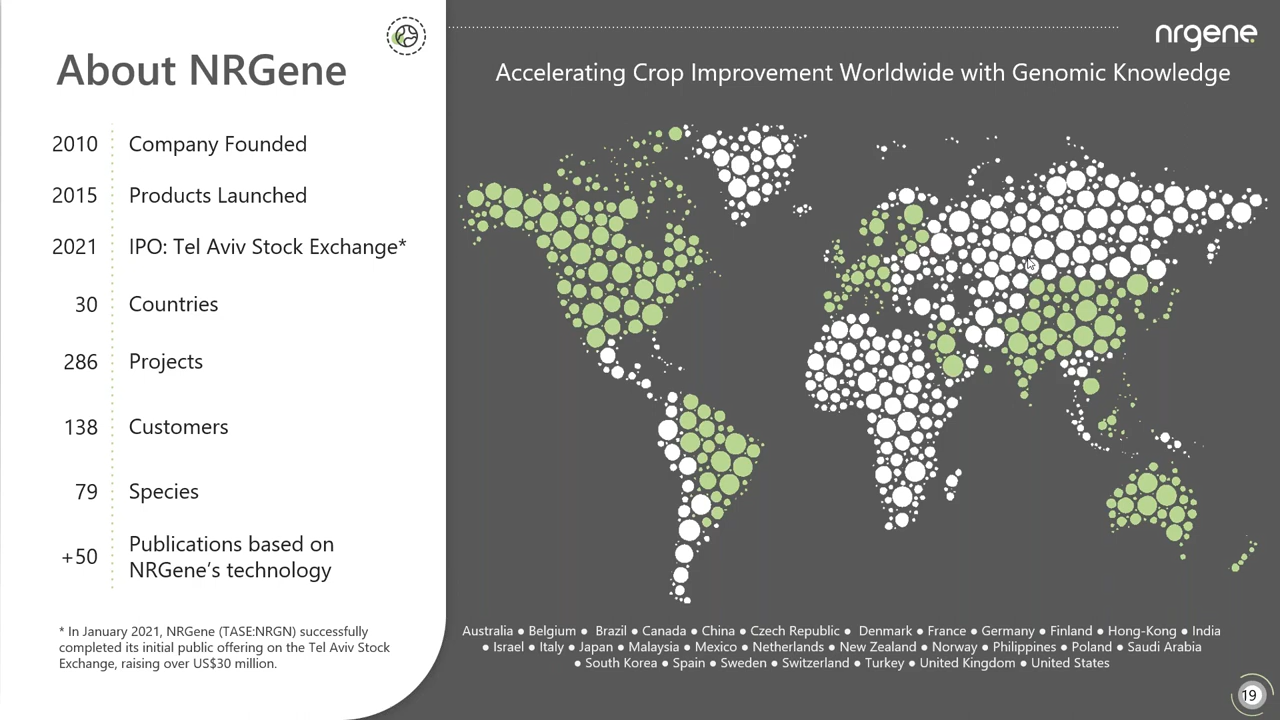 About NRGene
2010 Company Founded
2015 Products Launched
2021 IPO: Tel Aviv Stock Exchange*
30 Countries
286 Projects
138 Customers
79 Species
+50 Publications based on
NRGene's technology
* In January 2021, NRGene (TASE:NRGN) successfully
completed its initial public offering on the Tel Aviv Stock
Exchange, raising over US$30 million.
nrgene.
Accelerating Crop Improvement Worldwide with Genomic Knowledge
Australia ● Belgium ● Brazil ● Canada ● China ● Czech Republic ● Denmark ● France ● Germany ● Finland ● Hong-Kong ● India
● Israel ● Italy ● Japan ● Malaysia ● Mexico ● Netherlands ● New Zealand ● Norway ● Philippines ● Poland ● Saudi Arabia
● South Korea ● Spain ● Sweden ● Switzerland ● Turkey ● United Kingdom ● United States
19